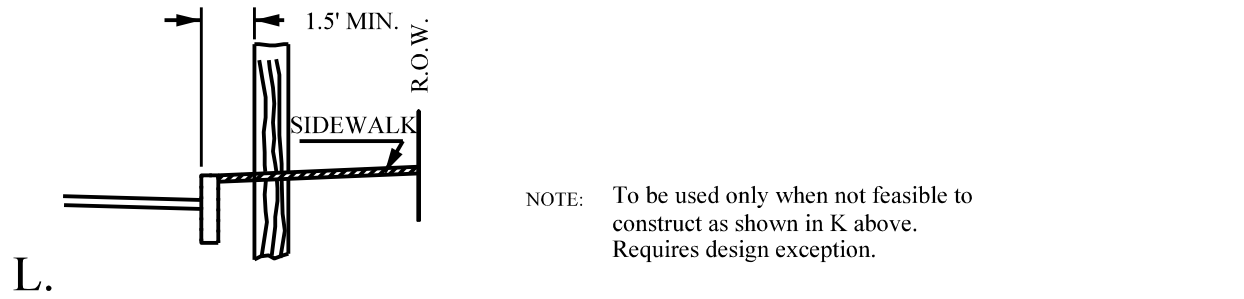 1.5' MIN.
R.O.W.
SIDEWALK
NOTE: To be used only when not feasible to
construct as shown in K above.
Requires design exception.
L.